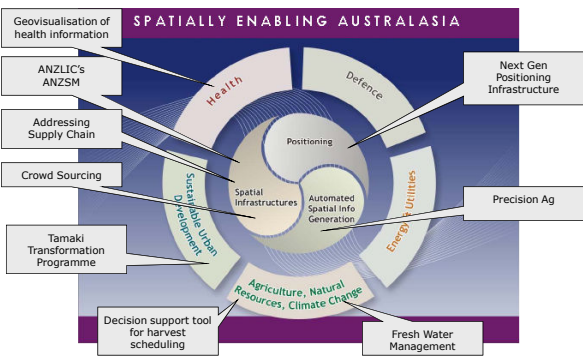 SPATIALLY ENABLING AUSTRALASIA
Geovisualisation of
health information
ANZLIC's
ANZSM
Addressing
Supply Chain
Crowd Sourcing
Tamaki
Transformation
Programme
Decision support tool
for harvest
scheduling
Fresh Water
Management
Precision Ag
Next Gen
Positioning
Infrastructure
Health
Defence
Energy & Utilities
Agriculture, Natural
Resources, Climate Change
Sustainable Urban
Development
Positioning
Spatial
Infrastructures
Automated
Spatial Info
Generation